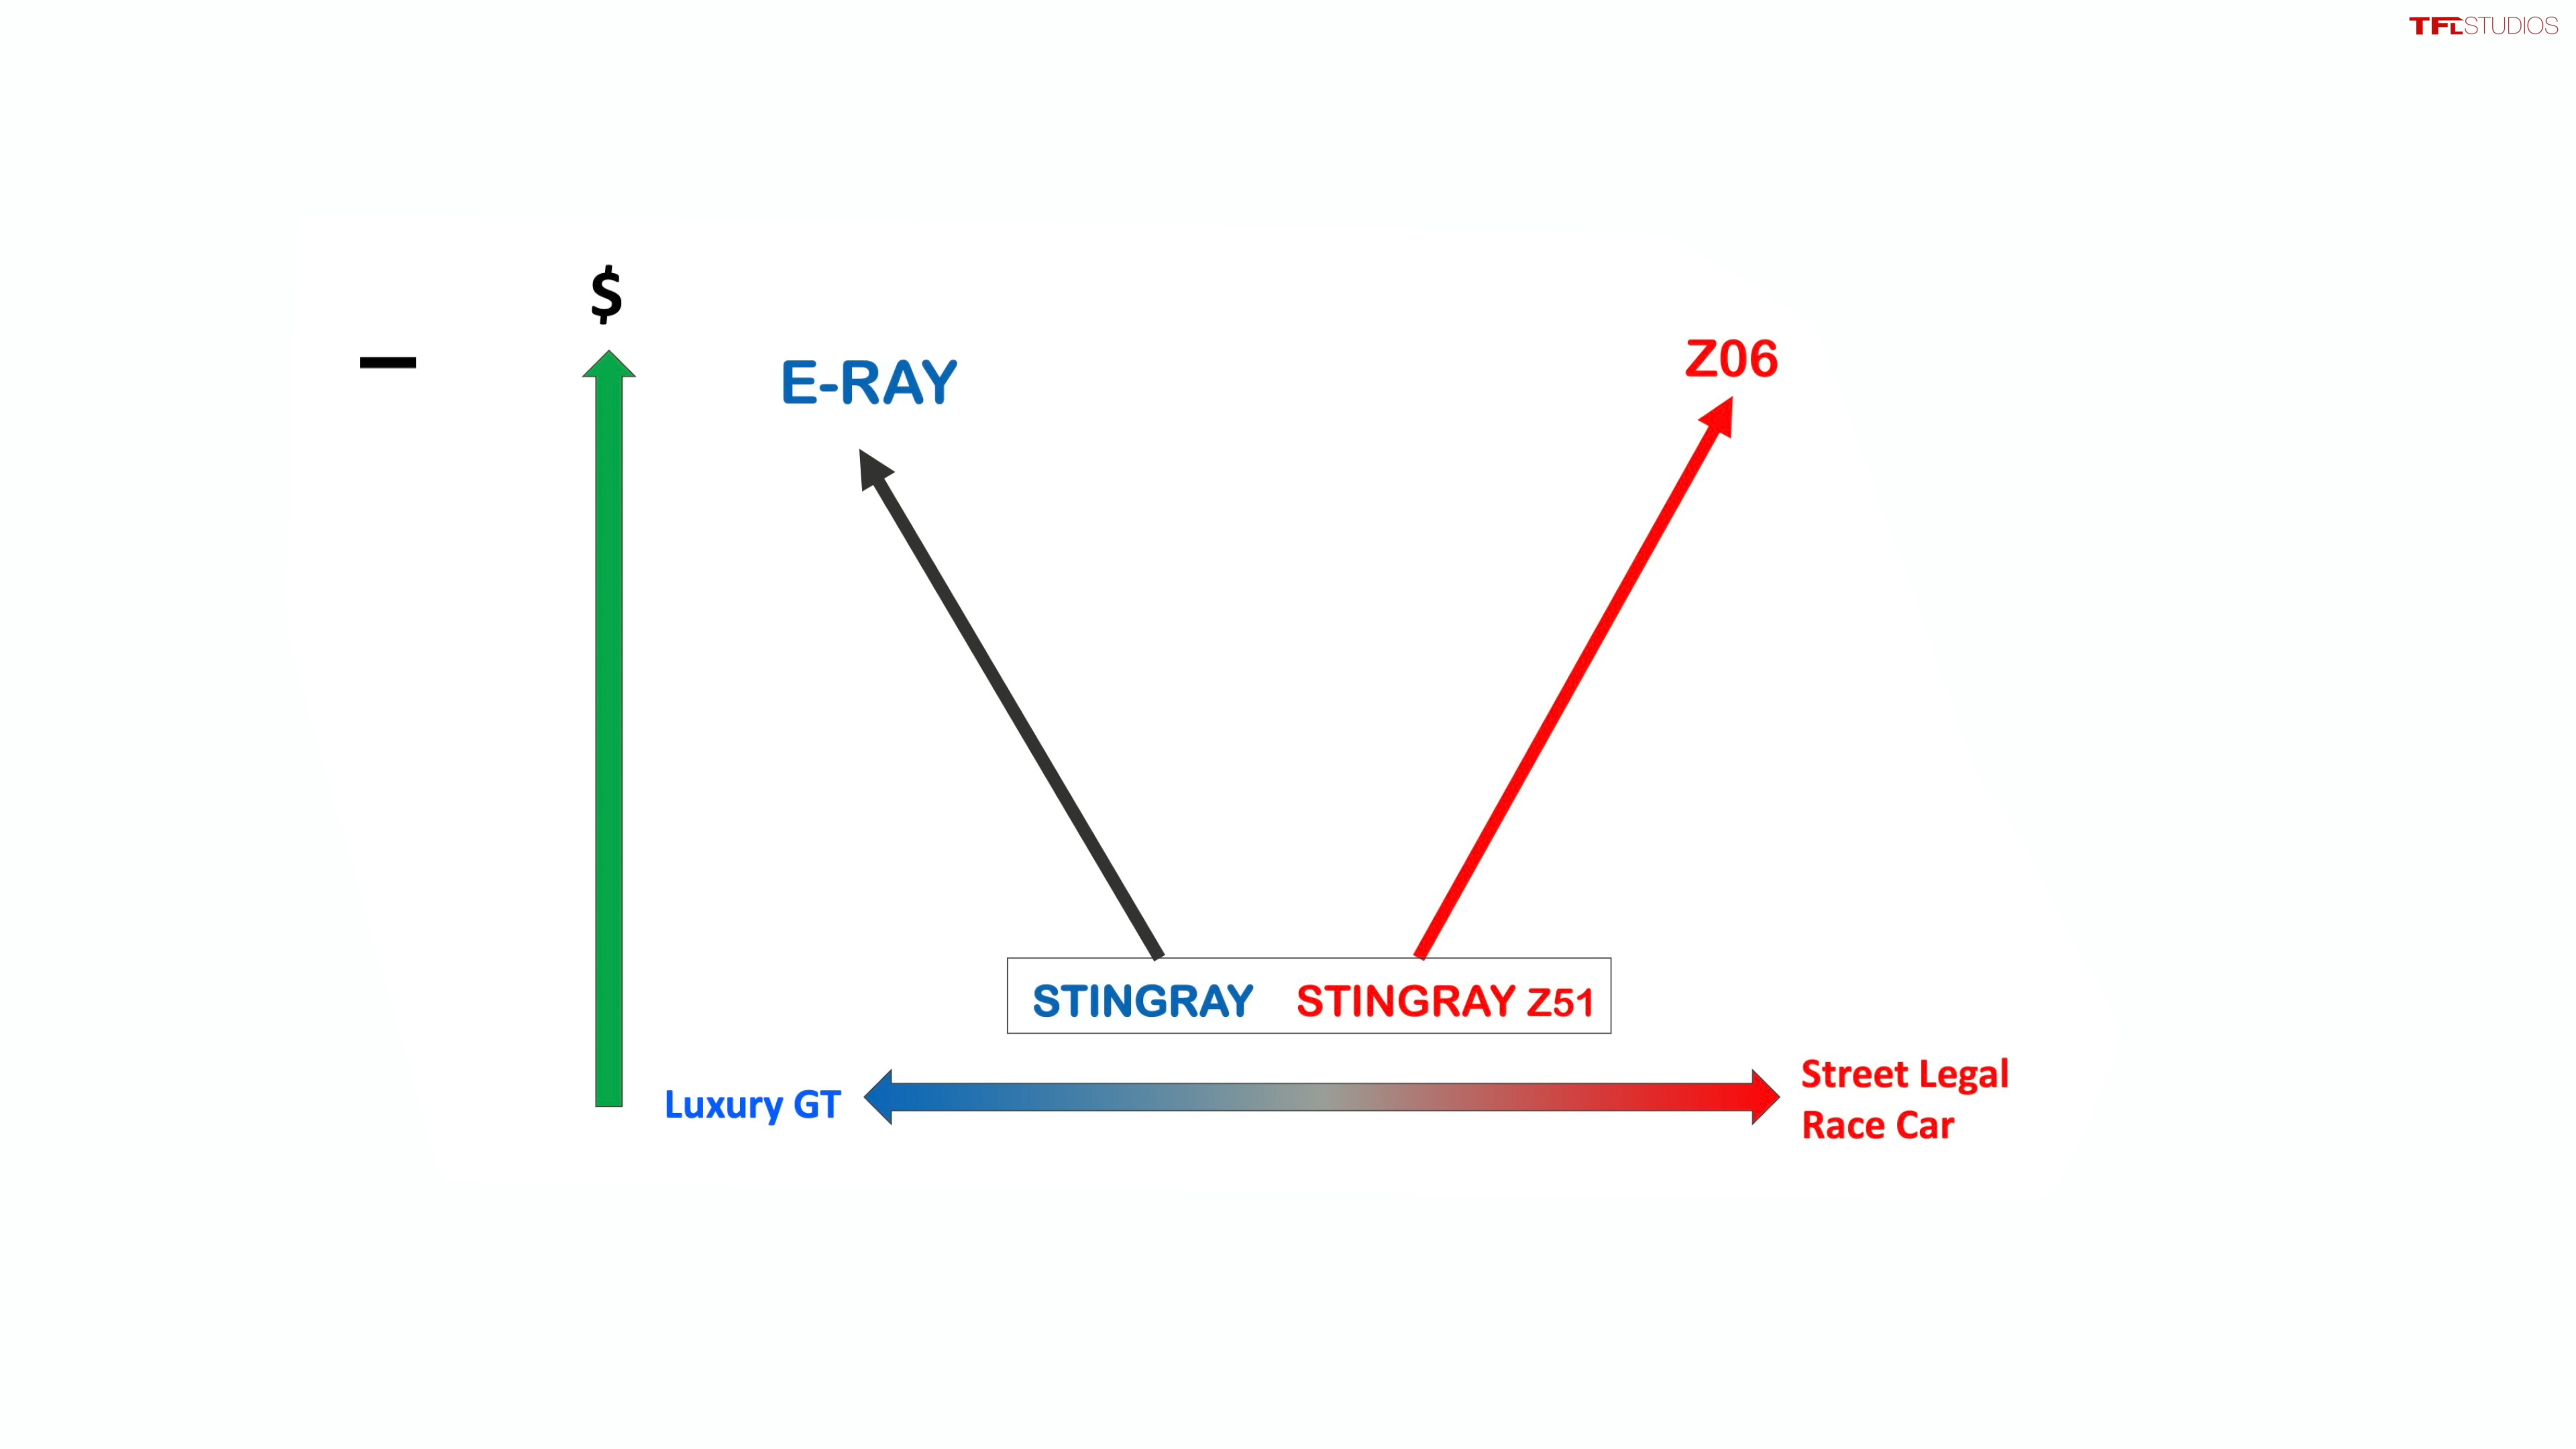 TFLSTUDIOS
$
E-RAY
Z06
STINGRAY STINGRAY Z51
Luxury GT
Street Legal
Race Car